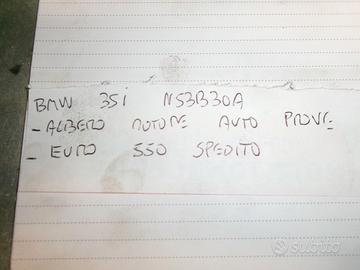 BMW 35i N53B30A
- ALBERO MOTORE AUTO PROVE
- EURO 550 SPEDITO
subito